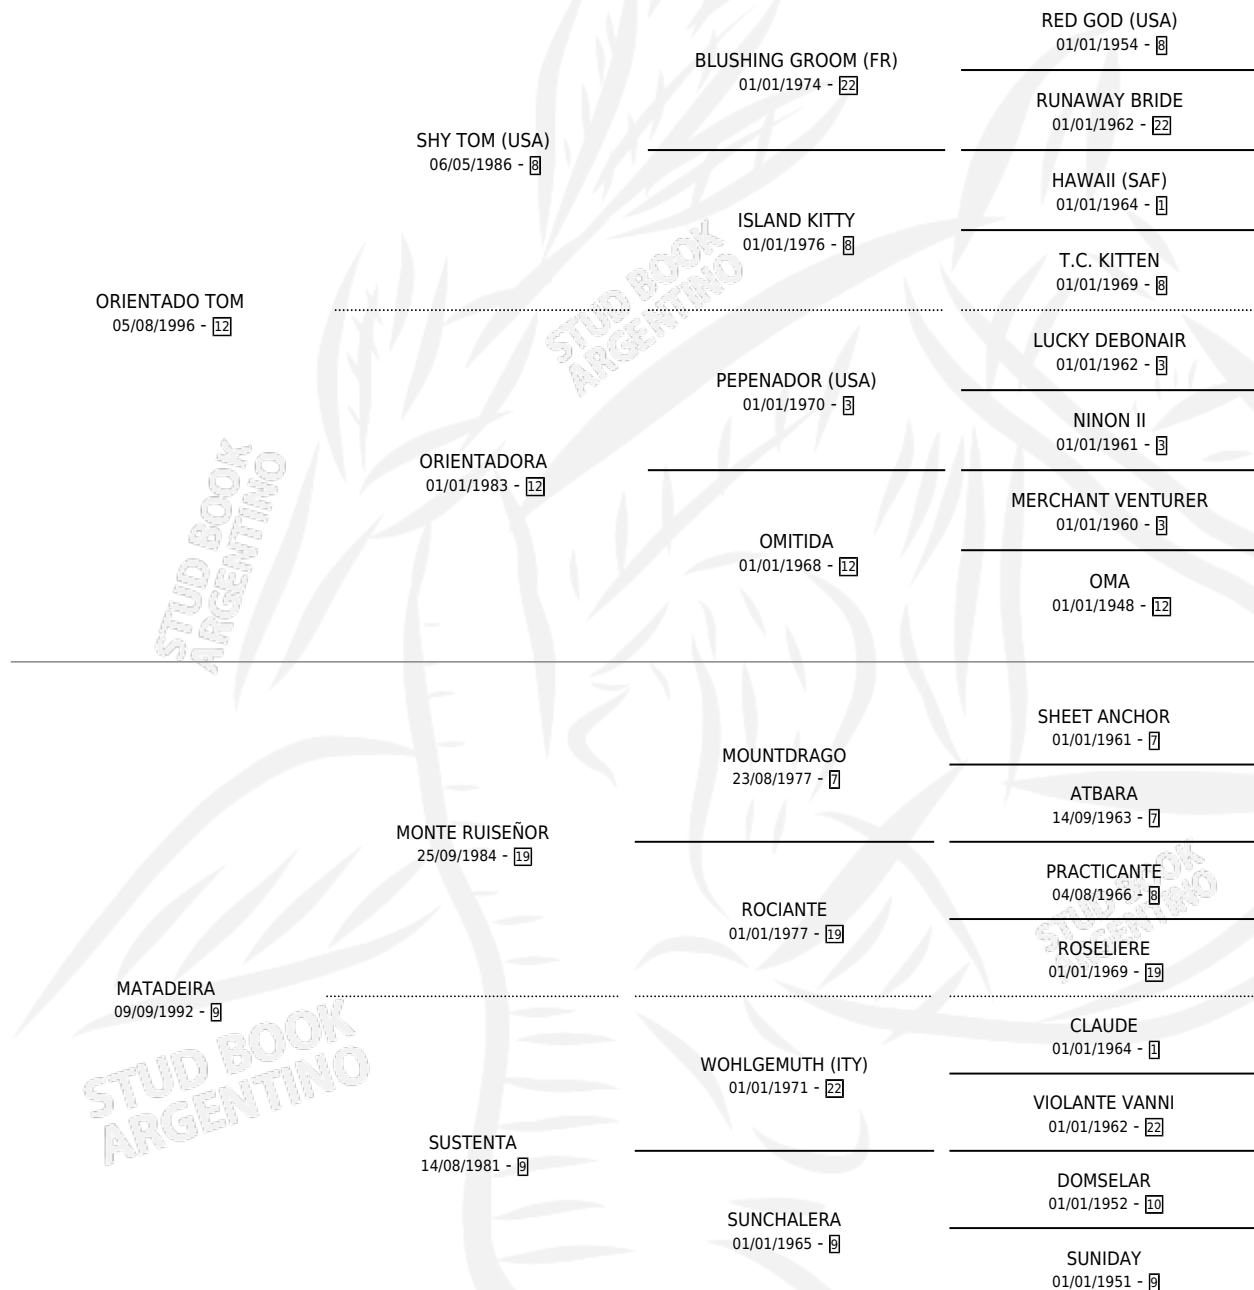 RED GOD (USA)
01/01/1954 - 8
BLUSHING GROOM (FR)
01/01/1974 - 22
RUNAWAY BRIDE
01/01/1962 - 22
SHY TOM (USA)
06/05/1986 - 8
HAWAII (SAF)
01/01/1964 - 1
ISLAND KITTY
01/01/1976 - 8
T.C. KITTEN
01/01/1969 - 8
ORIENTADO TOM
05/08/1996 - 12
LUCKY DEBONAIR
01/01/1962 - 3
PEPENADOR (USA)
01/01/1970 - 3
NINON II
01/01/1961 - 3
ORIENTADORA
01/01/1983 - 12
MERCHANT VENTURER
01/01/1960 - 3
OMITIDA
01/01/1968 - 12
OMA
01/01/1948 - 12
SHEET ANCHOR
01/01/1961 - 7
MOUNTDRAGO
23/08/1977 - 7
ATBARA
14/09/1963 - 7
MONTE RUISEÑOR
25/09/1984 - 19
PRACTICANTE
04/08/1966 - 8
ROCIANTE
01/01/1977 - 19
ROSELIERE
01/01/1969 - 19
MATADEIRA
09/09/1992 - 9
CLAUDE
01/01/1964 - 1
WOHLGEMUTH (ITY)
01/01/1971 - 22
VIOLANTE VANNI
01/01/1962 - 22
SUSTENTA
14/08/1981 - 9
DOMSELAR
01/01/1952 - 10
SUNCHALERA
01/01/1965 - 9
SUNIDAY
01/01/1951 - 9
STUD BOOK
ARGENTINO
STUD BOOK
ARGENTINO
STUD BOOK
ARGENTINO
STUD BOOK
ARGENTINO